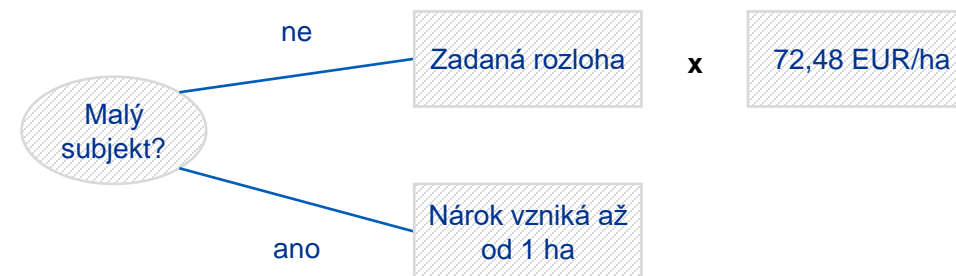 ne
Zadaná rozloha x 72,48 EUR/ha
Malý
subjekt?
Nárok vzniká až
od 1 ha
ano